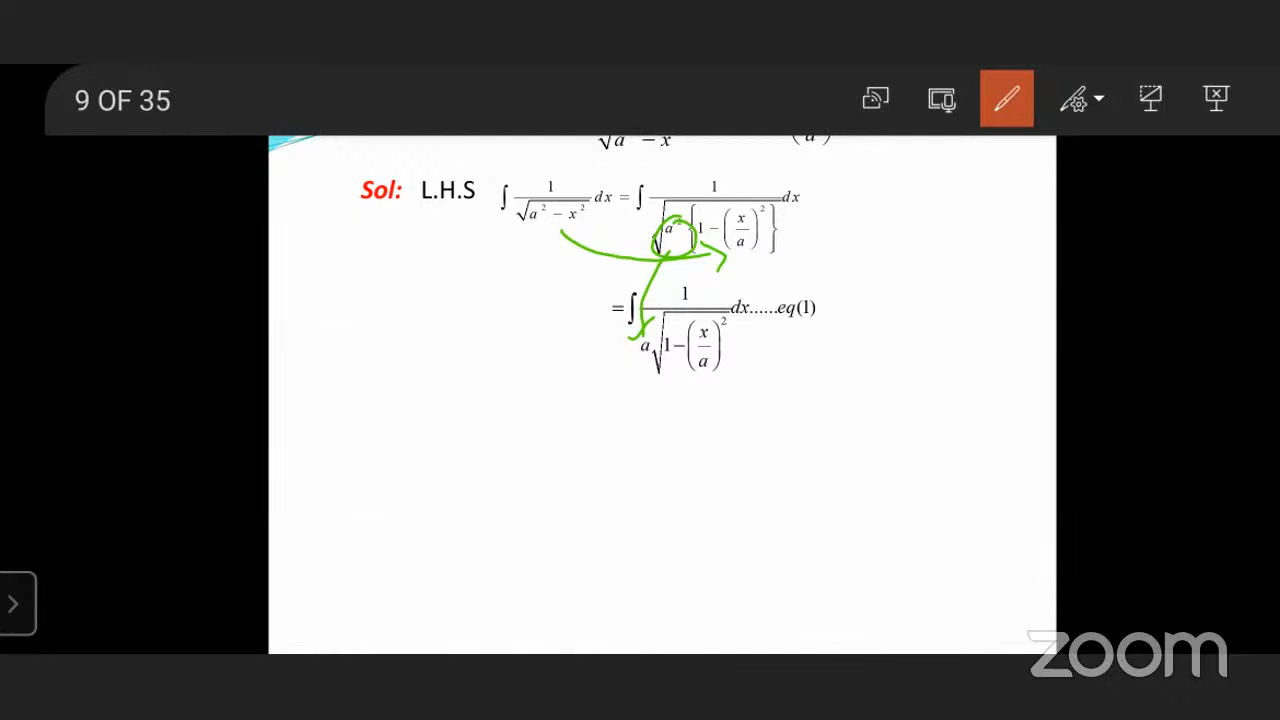 9 OF 35
Sol: L.H.S ∫ 1/√(a² − x²) dx = ∫ 1/√(a²{1 − (x/a)²}) dx
= ∫ 1/(a√(1 − (x/a)²)) dx......eq(1)
zoom